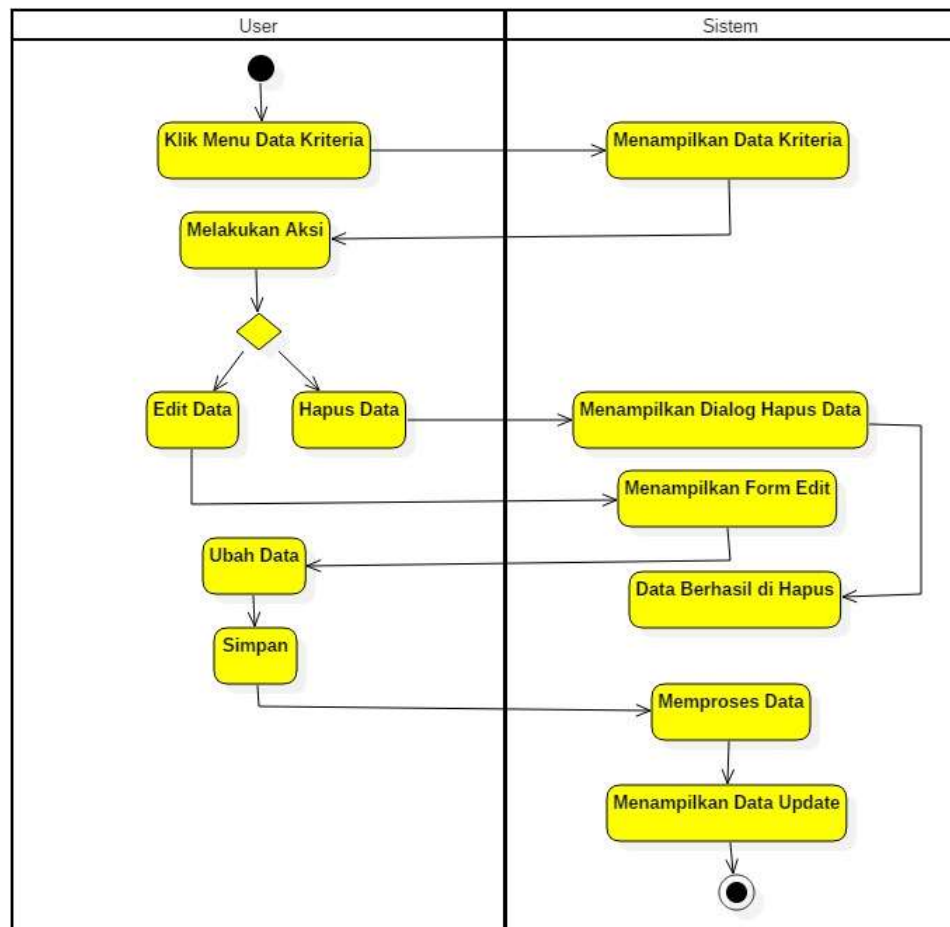 User
Sistem
Klik Menu Data Kriteria
Menampilkan Data Kriteria
Melakukan Aksi
Edit Data
Hapus Data
Menampilkan Dialog Hapus Data
Menampilkan Form Edit
Ubah Data
Data Berhasil di Hapus
Simpan
Memproses Data
Menampilkan Data Update